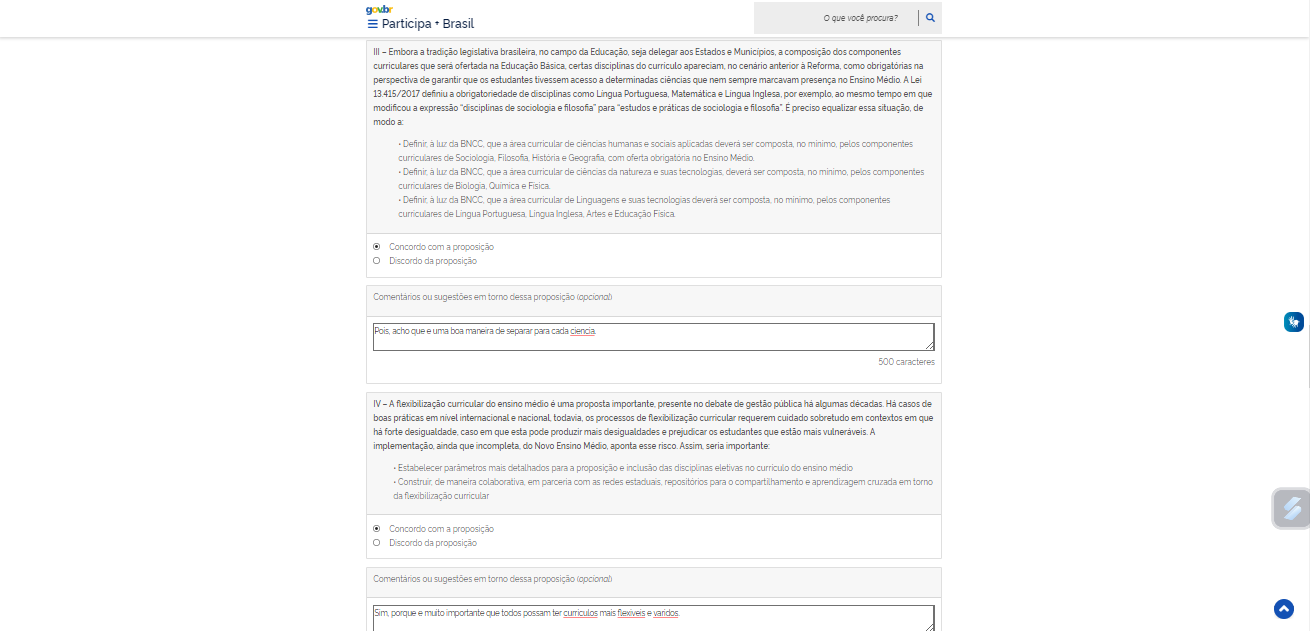 gov.br
Participa + Brasil
O que você procura?
III – Embora a tradição legislativa brasileira, no campo da Educação, seja delegar aos Estados e Municípios, a composição dos componentes
curriculares que será ofertada na Educação Básica, certas disciplinas do currículo apareciam, no cenário anterior à Reforma, como obrigatórias na
perspectiva de garantir que os estudantes tivessem acesso a determinadas ciências que nem sempre marcavam presença no Ensino Médio. A Lei
13.415/2017 definiu a obrigatoriedade de disciplinas como Língua Portuguesa, Matemática e Língua Inglesa, por exemplo, ao mesmo tempo em que
modificou a expressão "disciplinas de sociologia e filosofia" para "estudos e práticas de sociologia e filosofia". É preciso equalizar essa situação, de
modo a:
• Definir, à luz da BNCC, que a área curricular de ciências humanas e sociais aplicadas deverá ser composta, no mínimo, pelos componentes
curriculares de Sociologia, Filosofia, História e Geografia, com oferta obrigatória no Ensino Médio.
• Definir, à luz da BNCC, que a área curricular de ciências da natureza e suas tecnologias, deverá ser composta, no mínimo, pelos componentes
curriculares de Biologia, Química e Física.
• Definir, à luz da BNCC, que a área curricular de Linguagens e suas tecnologias deverá ser composta, no mínimo, pelos componentes
curriculares de Língua Portuguesa, Língua Inglesa, Artes e Educação Física.
Concordo com a proposição
Discordo da proposição
Comentários ou sugestões em torno dessa proposição (opcional)
Pois, acho que e uma boa maneira de separar para cada ciencia.
500 caracteres
IV – A flexibilização curricular do ensino médio é uma proposta importante, presente no debate de gestão pública há algumas décadas. Há casos de
boas práticas em nível internacional e nacional, todavia, os processos de flexibilização curricular requerem cuidado sobretudo em contextos em que
há forte desigualdade, caso em que esta pode produzir mais desigualdades e prejudicar os estudantes que estão mais vulneráveis. A
implementação, ainda que incompleta, do Novo Ensino Médio, aponta esse risco. Assim, seria importante:
• Estabelecer parâmetros mais detalhados para a proposição e inclusão das disciplinas eletivas no currículo do ensino médio
• Construir, de maneira colaborativa, em parceria com as redes estaduais, repositórios para o compartilhamento e aprendizagem cruzada em torno
da flexibilização curricular
Concordo com a proposição
Discordo da proposição
Comentários ou sugestões em torno dessa proposição (opcional)
Sim, porque e muito importante que todos possam ter curriculos mais flexiveis e varidos.